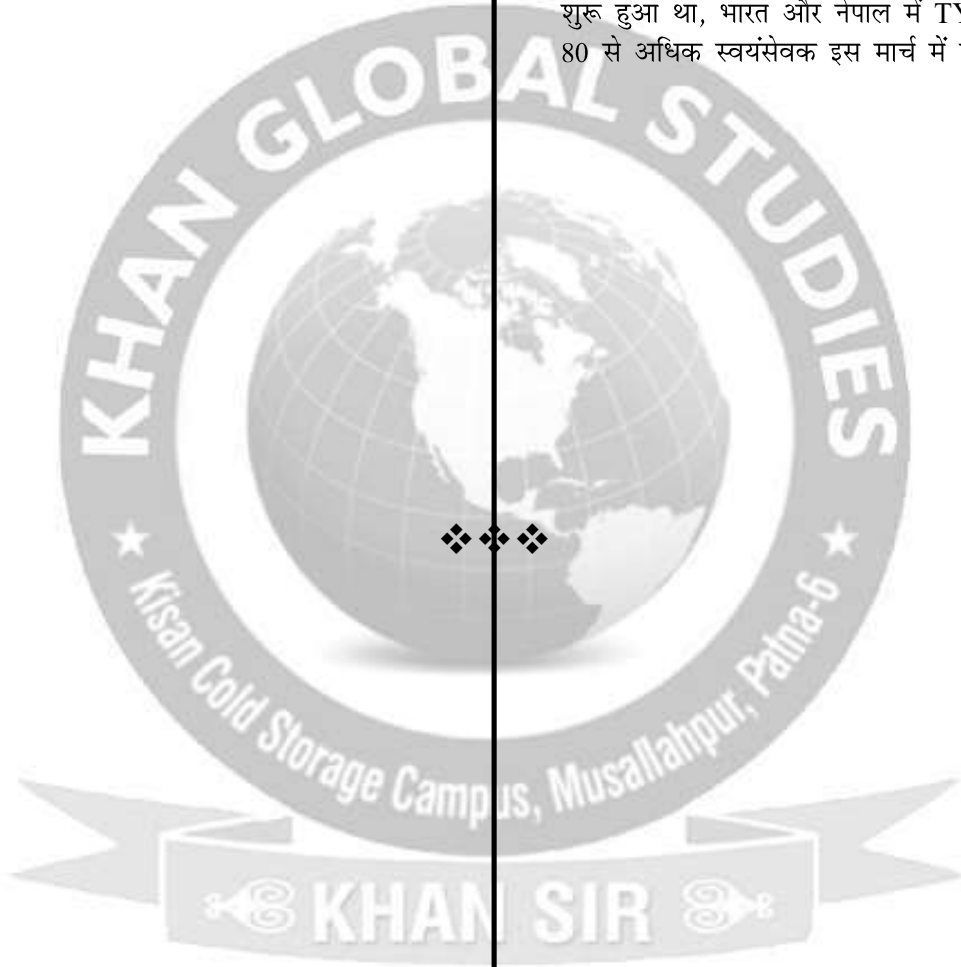 शुरू हुआ था, भारत और नेपाल में TY
80 से अधिक स्वयंसेवक इस मार्च में
KHAN GLOBAL STUDIES
Kisan Cold Storage Campus, Musallahpur, Patna-6
KHAN SIR